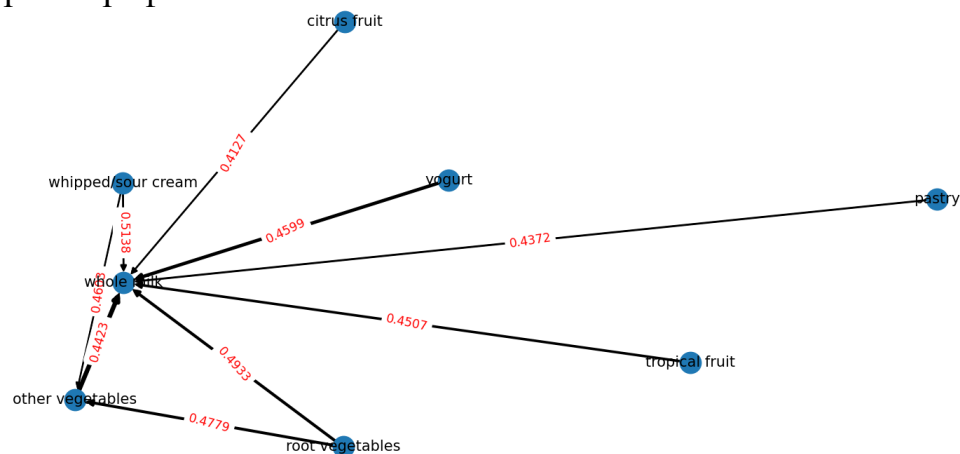 citrus fruit
0.4127
whipped/sour cream
yogurt
pastry
0.5138
0.4599
0.4372
whole milk
0.4507
0.4423
0.4933
tropical fruit
other vegetables
0.4779
root vegetables